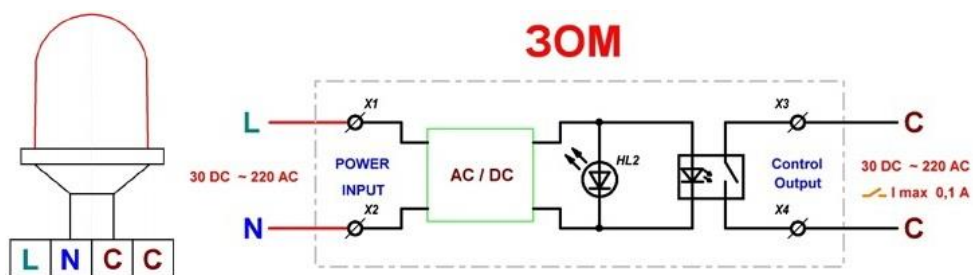 ЗОМ
L
X1
X3
C
30 DC ~ 220 AC
POWER
INPUT
AC / DC
HL2
Control
Output
30 DC ~ 220 AC
I max 0,1 A
N
X2
X4
C
L N C C